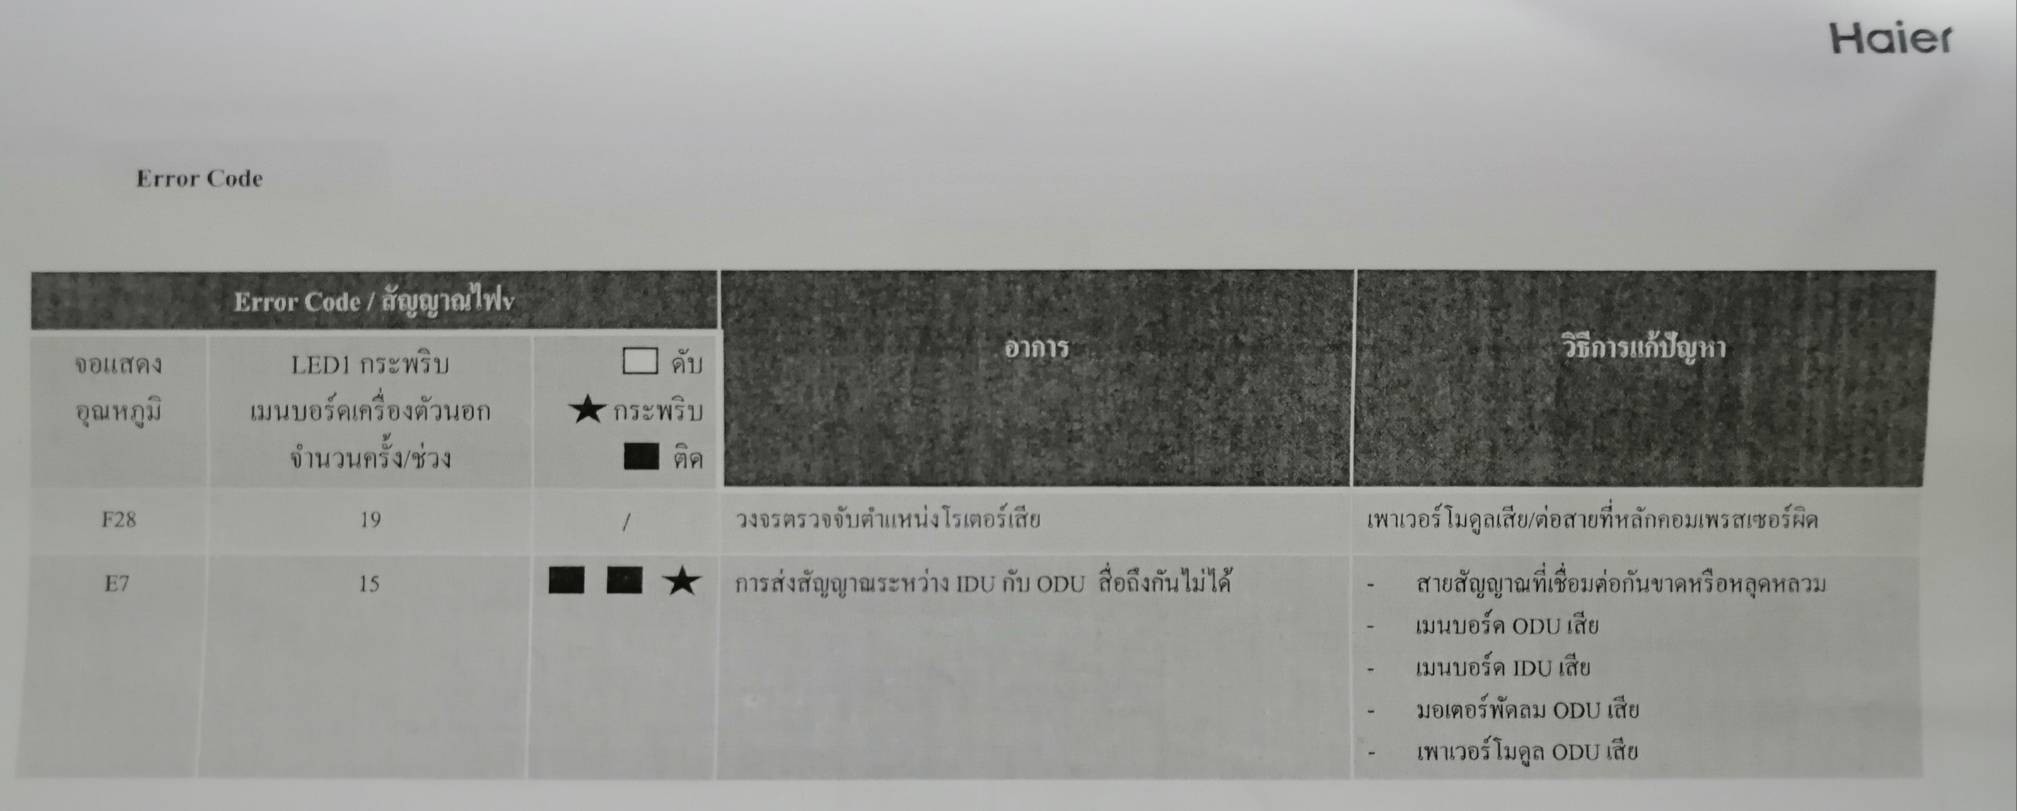 Haier
Error Code
Error Code / สัญญาณไฟv
อาการ
วิธีการแก้ปัญหา
จอแสดง
อุณหภูมิ
LED1 กระพริบ
เมนบอร์ดเครื่องตัวนอก
จำนวนครั้ง/ช่วง
ดับ
กระพริบ
ติด
F28 19 / วงจรตรวจจับตำแหน่งโรเตอร์เสีย เพาเวอร์โมดูลเสีย/ต่อสายที่หลักคอมเพรสเซอร์ผิด
E7 15 ■ ■ ★ การส่งสัญญาณระหว่าง IDU กับ ODU สื่อถึงกันไม่ได้ - สายสัญญาณที่เชื่อมต่อกันขาดหรือหลุดหลวม
- เมนบอร์ด ODU เสีย
- เมนบอร์ด IDU เสีย
- มอเตอร์พัดลม ODU เสีย
- เพาเวอร์โมดูล ODU เสีย